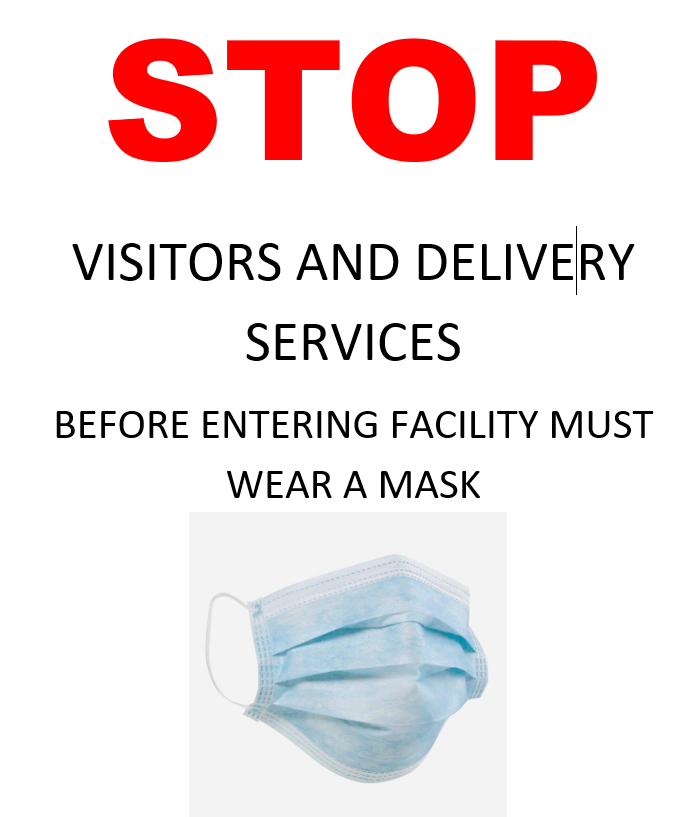 STOP
VISITORS AND DELIVERY
SERVICES
BEFORE ENTERING FACILITY MUST
WEAR A MASK